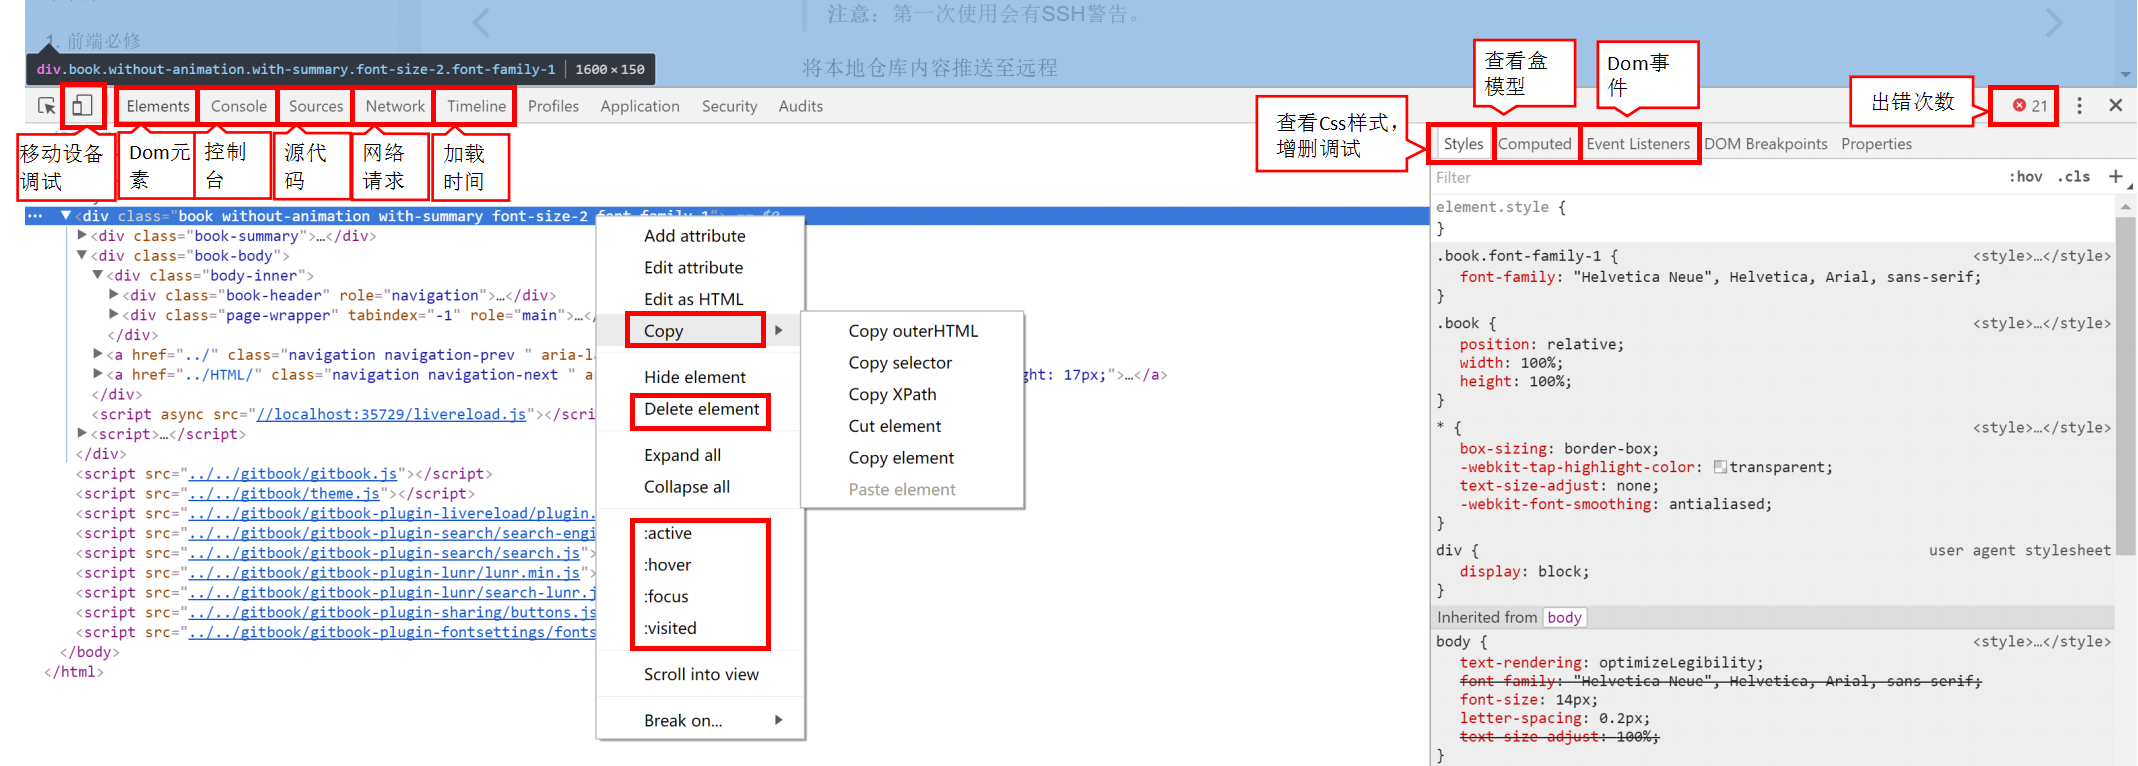 注意：第一次使用会有SSH警告。
1. 前端必修
div.book.without-animation.with-summary.font-size-2.font-family-1 | 1600 × 150
将本地仓库内容推送至远程
查看盒
模型
Dom事
件
出错次数
Elements Console Sources Network Timeline Profiles Application Security Audits
21
查看Css样式，
增删调试
移动设备
调试
Dom元
素
控制
台
源代
码
网络
请求
加载
时间
Styles Computed Event Listeners DOM Breakpoints Properties
Filter :hov .cls +
<div class="book without-animation with-summary font-size-2 font-family-1"> == $0
<div class="book-summary">…</div>
<div class="book-body">
<div class="body-inner">
<div class="book-header" role="navigation">…</div>
<div class="page-wrapper" tabindex="-1" role="main">…</
</div>
<a href="../" class="navigation navigation-prev " aria-la
<a href="../HTML/" class="navigation navigation-next " ar
ght: 17px;">…</a>
</div>
<script async src="//localhost:35729/livereload.js"></scri
<script>…</script>
</div>
<script src="../../gitbook/gitbook.js"></script>
<script src="../../gitbook/theme.js"></script>
<script src="../../gitbook/gitbook-plugin-livereload/plugin.
<script src="../../gitbook/gitbook-plugin-search/search-engi
<script src="../../gitbook/gitbook-plugin-search/search.js">
<script src="../../gitbook/gitbook-plugin-lunr/lunr.min.js">
<script src="../../gitbook/gitbook-plugin-lunr/search-lunr.j
<script src="../../gitbook/gitbook-plugin-sharing/buttons.js
<script src="../../gitbook/gitbook-plugin-fontsettings/fonts
</body>
</html>
Add attribute
Edit attribute
Edit as HTML
Copy
Hide element
Delete element
Expand all
Collapse all
:active
:hover
:focus
:visited
Scroll into view
Break on...
Copy outerHTML
Copy selector
Copy XPath
Cut element
Copy element
Paste element
element.style {
}
.book.font-family-1 { <style>…</style>
font-family: "Helvetica Neue", Helvetica, Arial, sans-serif;
}
.book { <style>…</style>
position: relative;
width: 100%;
height: 100%;
}
* { <style>…</style>
box-sizing: border-box;
-webkit-tap-highlight-color: transparent;
text-size-adjust: none;
-webkit-font-smoothing: antialiased;
}
div { user agent stylesheet
display: block;
}
Inherited from body
body { <style>…</style>
text-rendering: optimizeLegibility;
font-family: "Helvetica Neue", Helvetica, Arial, sans-serif;
font-size: 14px;
letter-spacing: 0.2px;
text-size-adjust: 100%;
}